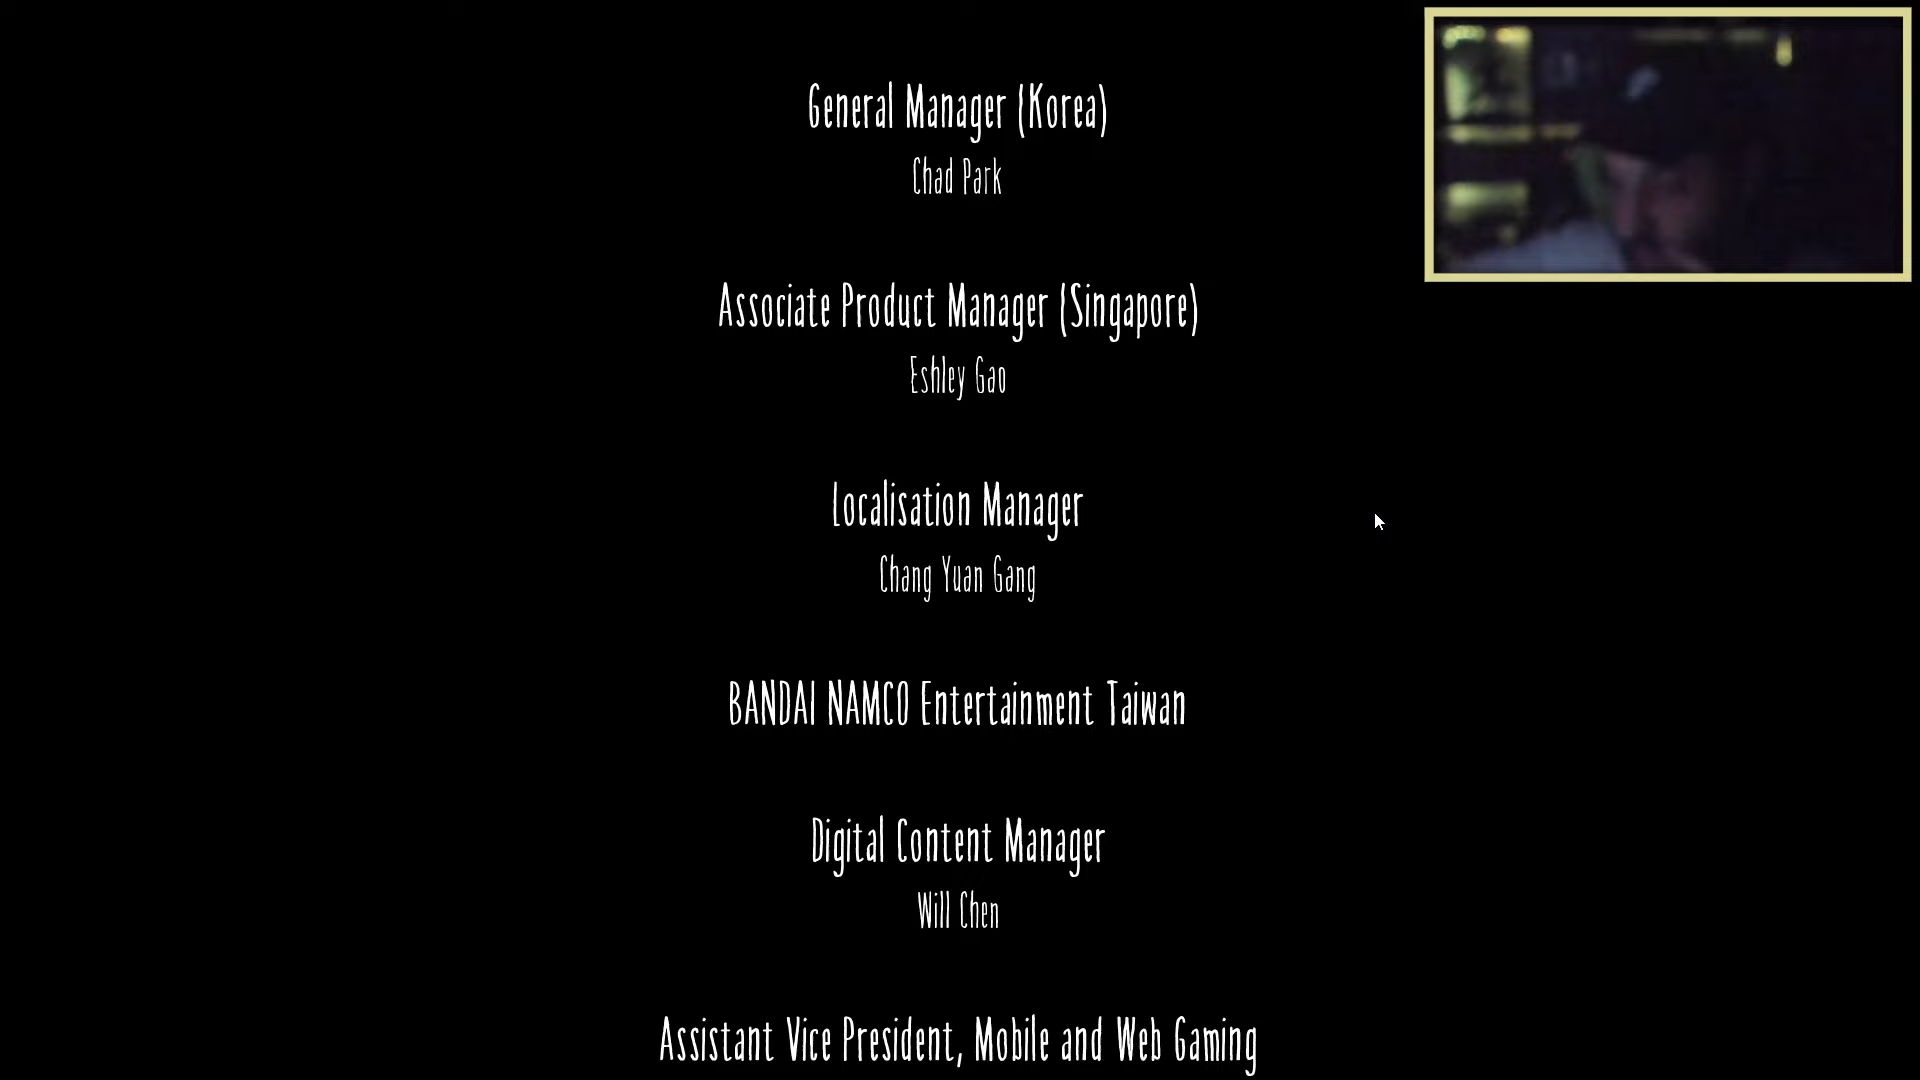 General Manager (Korea)
Chad Park
Associate Product Manager (Singapore)
Eshley Gao
Localisation Manager
Chang Yuan Gang
BANDAI NAMCO Entertainment Taiwan
Digital Content Manager
Will Chen
Assistant Vice President, Mobile and Web Gaming